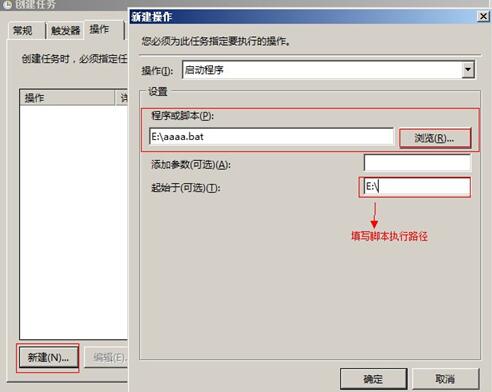 创建任务
常规 触发器 操作
创建任务时，必须指定任
操作
新建(N)...
编辑(E).
新建操作
您必须为此任务指定要执行的操作。
操作(I):
启动程序
设置
程序或脚本(P):
E:\aaaa.bat
浏览(R)...
添加参数(可选)(A):
起始于(可选)(T):
E:\
填写脚本执行路径
确定
取消